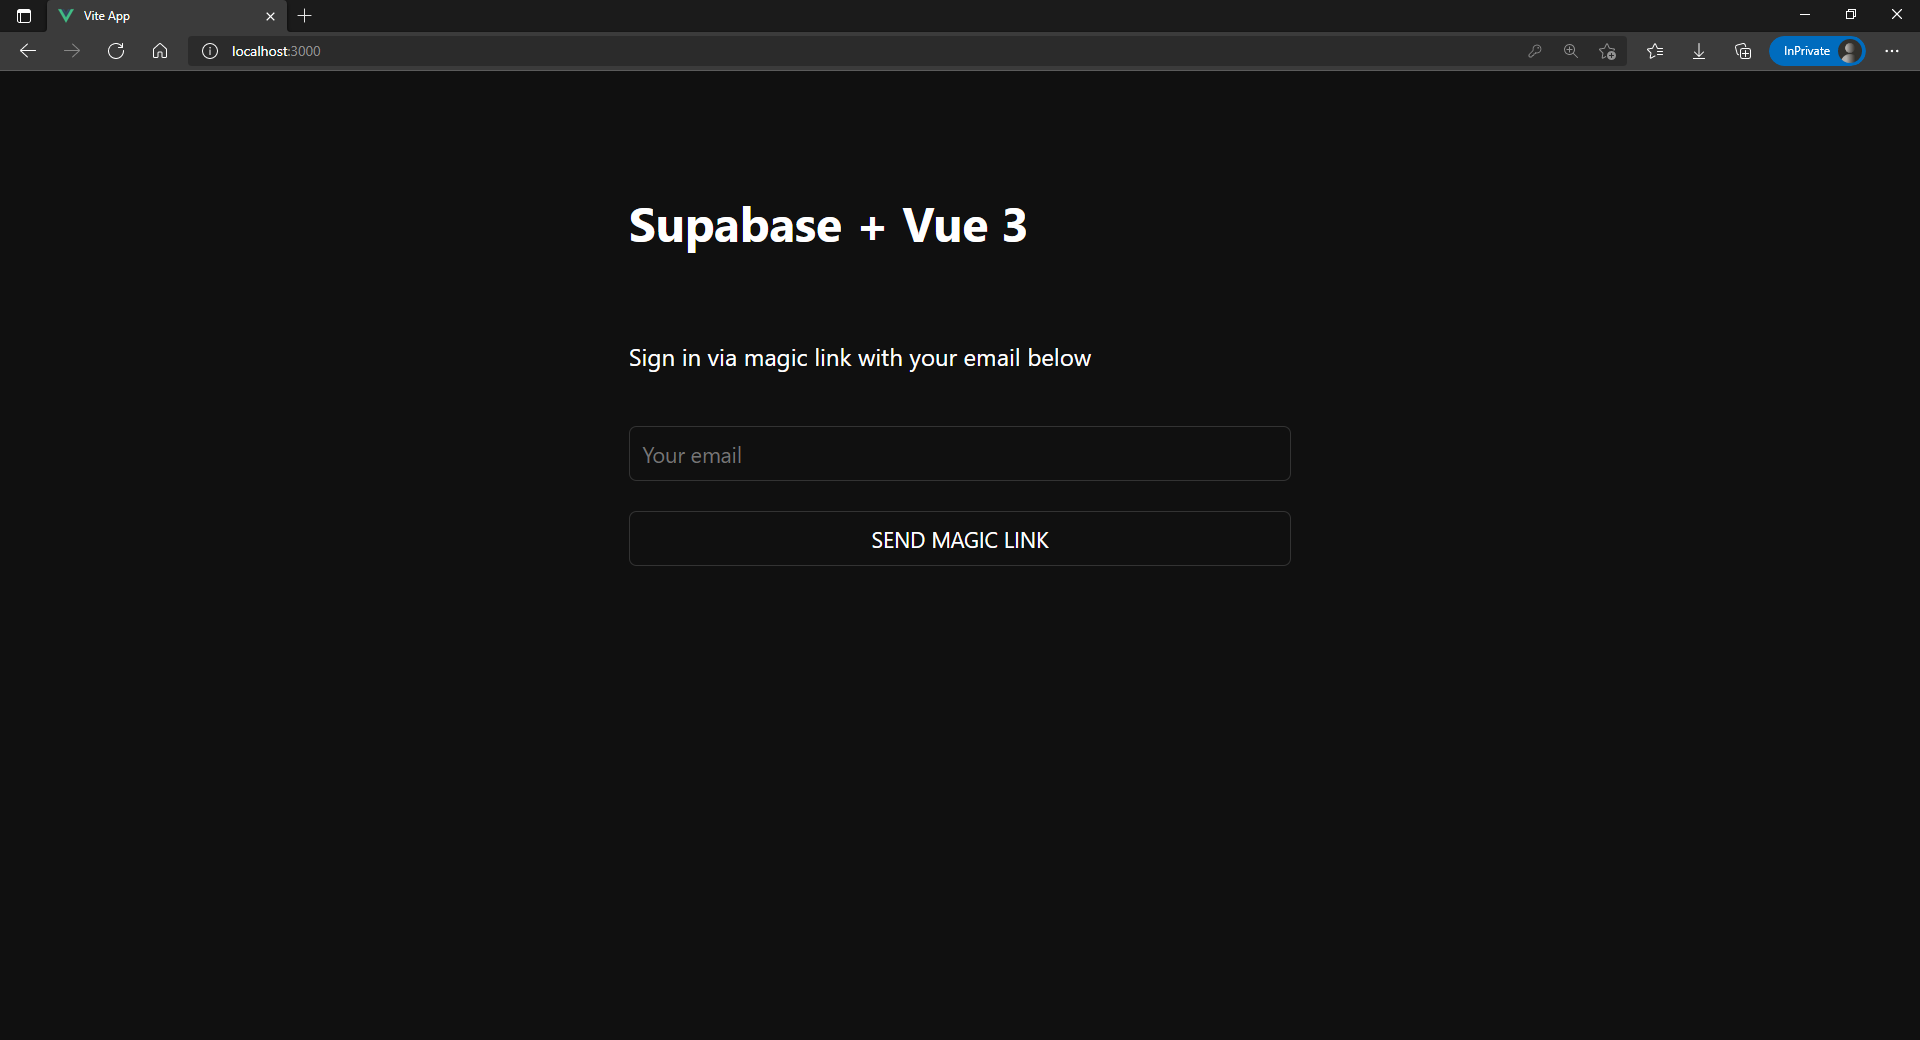 Vite App
localhost:3000
InPrivate
Supabase + Vue 3
Sign in via magic link with your email below
Your email
SEND MAGIC LINK